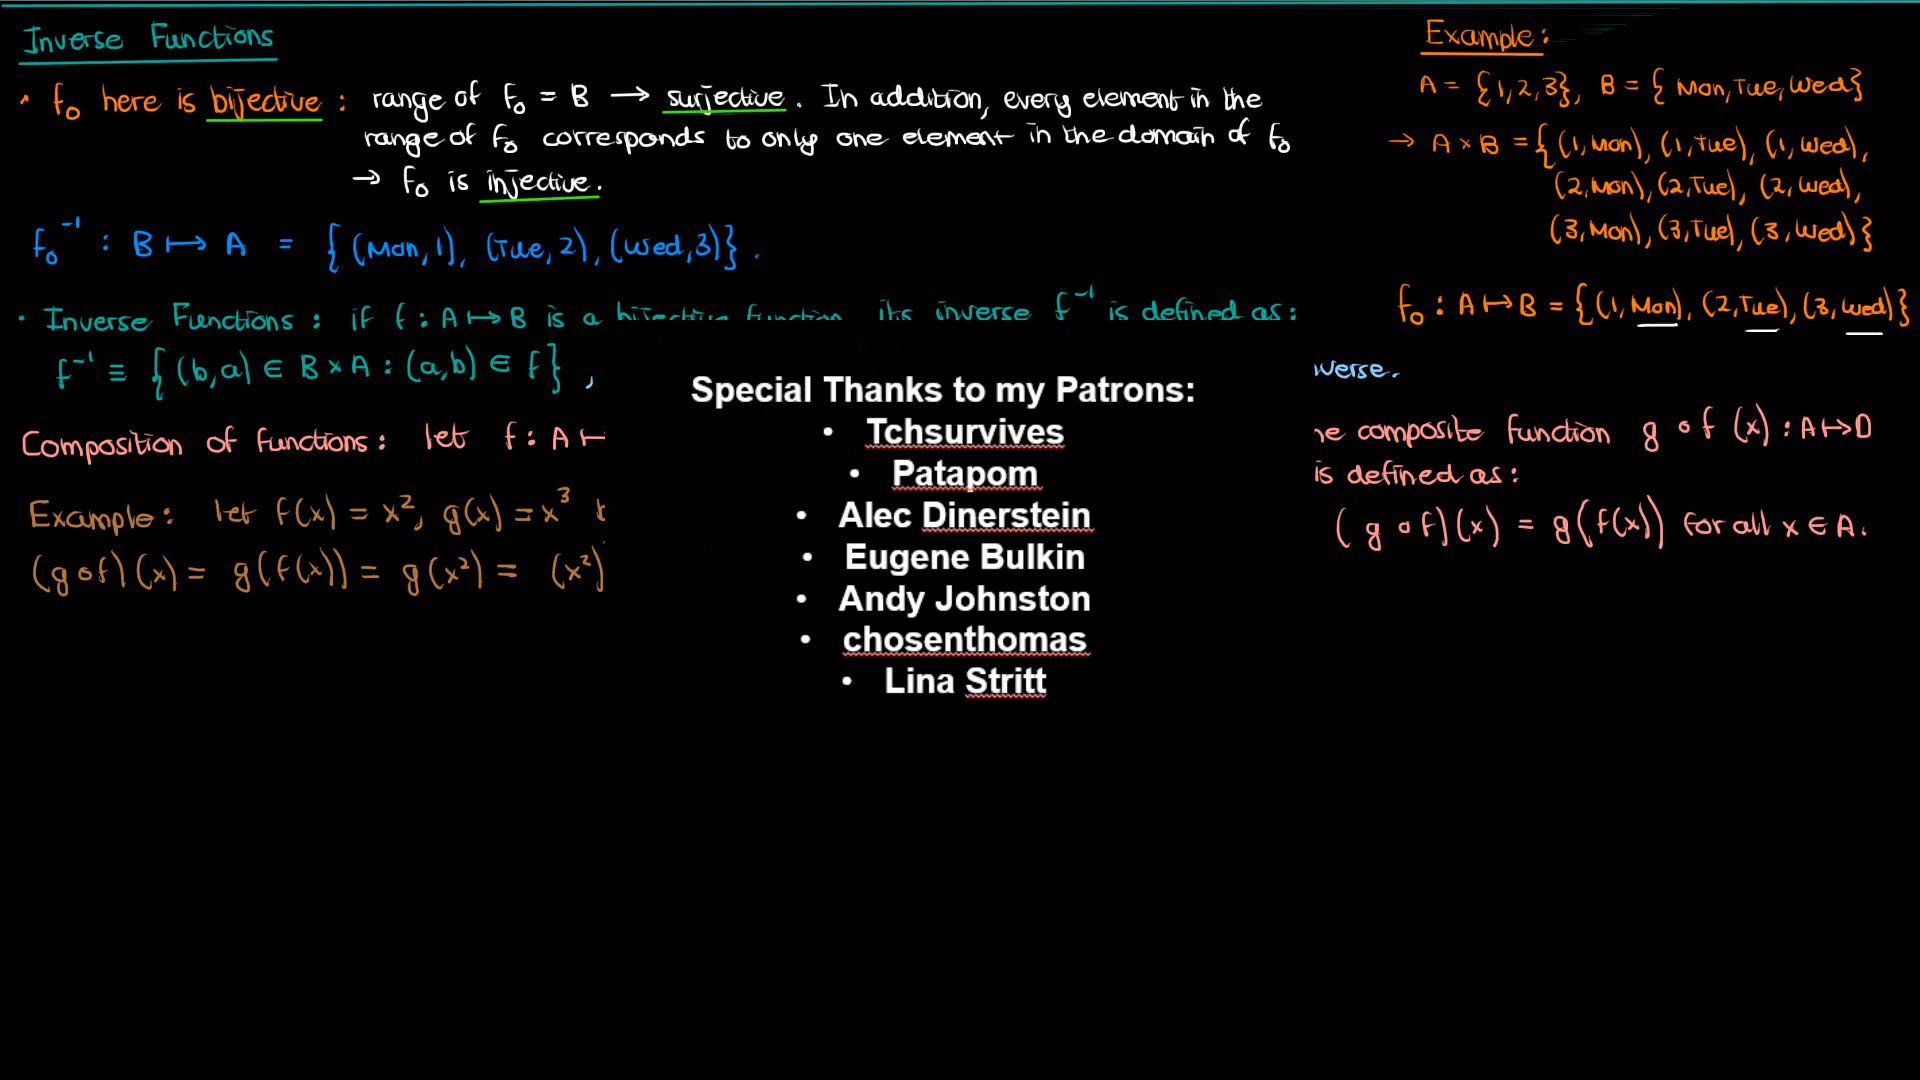 Inverse Functions
• f₀ here is bijective : range of f₀ = B → surjective. In addition, every element in the
range of f₀ corresponds to only one element in the domain of f₀
→ f₀ is injective.
f₀⁻¹ : B ↦ A = {(Mon,1), (Tue,2), (Wed,3)}.
• Inverse Functions : if f : A ↦ B is a bijective function its inverse f⁻¹ is defined as :
f⁻¹ ≡ {(b,a) ∈ B × A : (a,b) ∈ f} ,
Composition of functions : let f : A
Example : let f(x) = x², g(x) = x³
(g∘f)(x) = g(f(x)) = g(x²) = (x²)
Example :
A = {1,2,3}, B = {Mon,Tue,Wed}
→ A × B = {(1,Mon), (1,Tue), (1,Wed),
(2,Mon), (2,Tue), (2,Wed),
(3,Mon), (3,Tue), (3,Wed)}
f₀ : A ↦ B = {(1,Mon), (2,Tue), (3,Wed)}
composite function g∘f (x) : A ↦ D
is defined as :
(g∘f)(x) = g(f(x)) for all x ∈ A.
Special Thanks to my Patrons:
• Tchsurvives
• Patapom
• Alec Dinerstein
• Eugene Bulkin
• Andy Johnston
• chosenthomas
• Lina Stritt